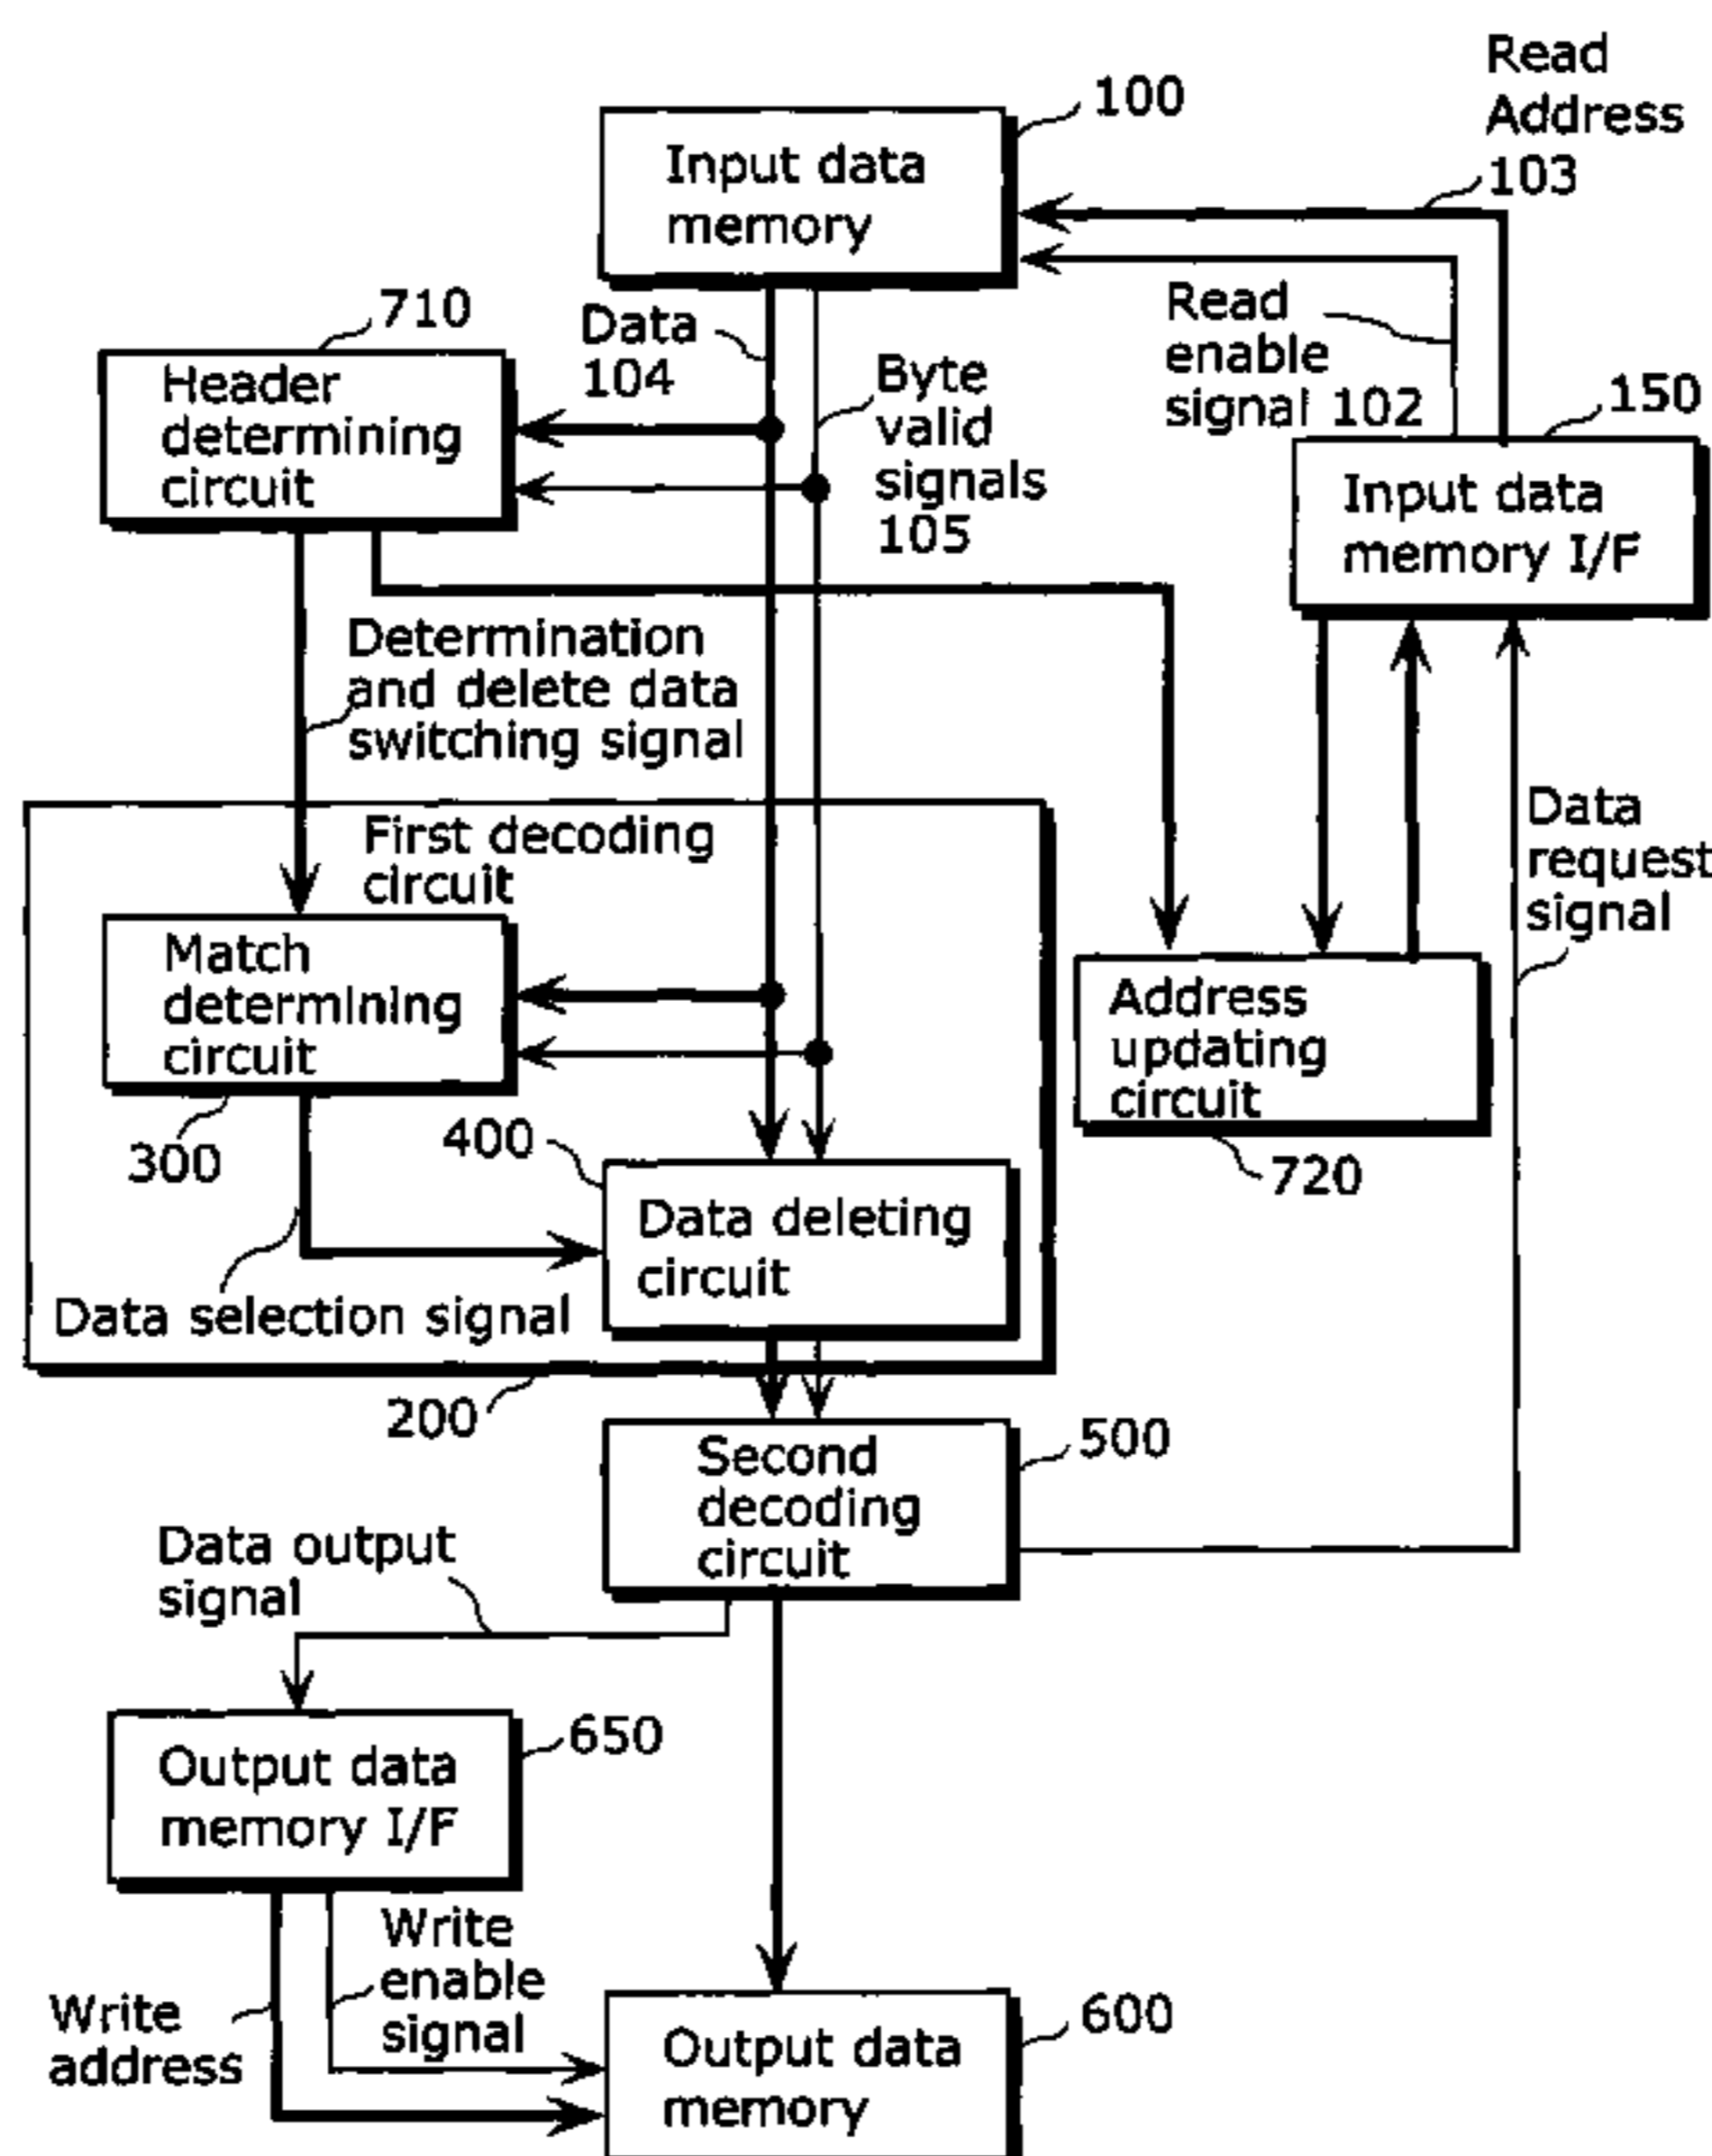 Read
Address
103
100
Input data
memory
Read
enable
signal 102
150
Input data
memory I/F
710
Header
determining
circuit
Data
104
Byte
valid
signals
105
Determination
and delete data
switching signal
First decoding
circuit
Data
request
signal
Match
determining
circuit
300
Address
updating
circuit
720
400
Data deleting
circuit
Data selection signal
200
Second
decoding
circuit
500
Data output
signal
Output data
memory I/F
650
Write
enable
signal
Write
address
Output data
memory
600